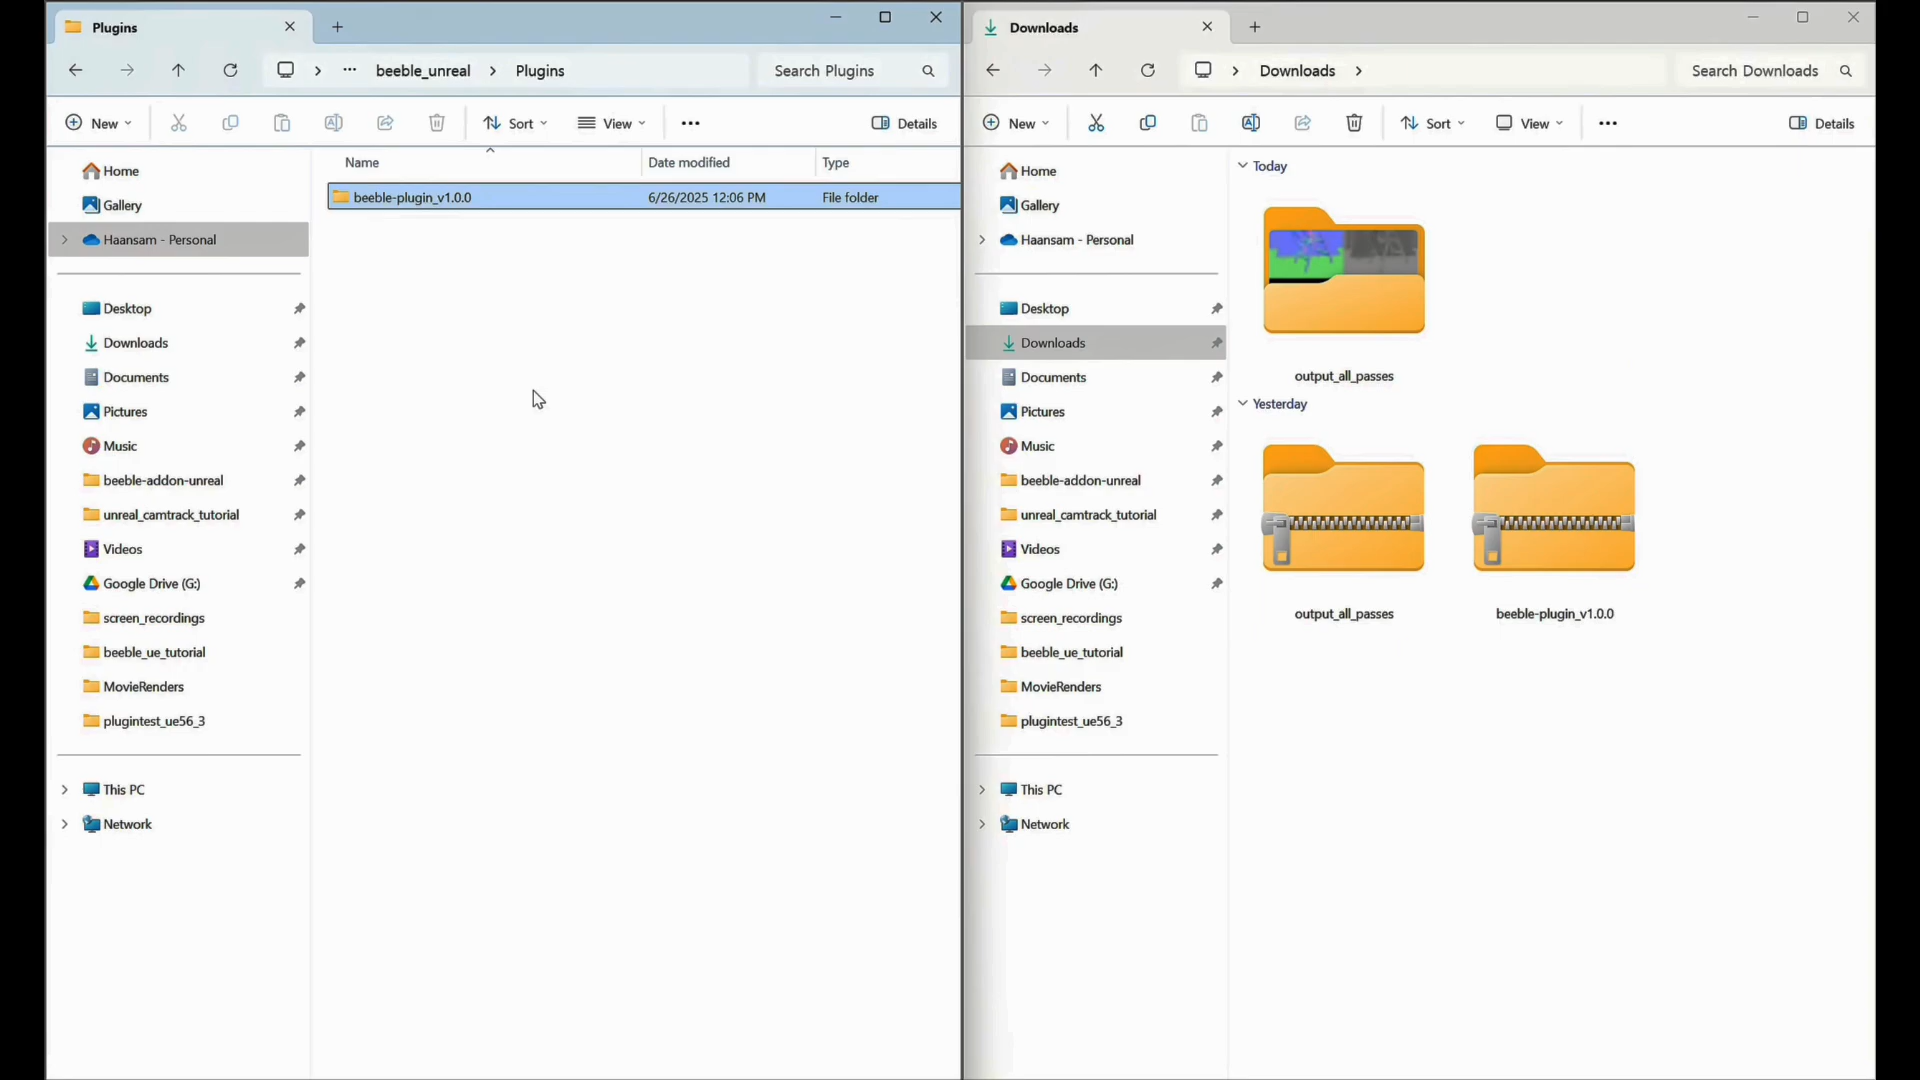 Plugins
beeble_unreal
Plugins
Search Plugins
New
Sort
View
Details
Home
Gallery
Haansam - Personal
Desktop
Downloads
Documents
Pictures
Music
beeble-addon-unreal
unreal_camtrack_tutorial
Videos
Google Drive (G:)
screen_recordings
beeble_ue_tutorial
MovieRenders
plugintest_ue56_3
This PC
Network
Name Date modified Type
beeble-plugin_v1.0.0 6/26/2025 12:06 PM File folder
Downloads
Downloads
Search Downloads
New
Sort
View
Details
Home
Gallery
Haansam - Personal
Desktop
Downloads
Documents
Pictures
Music
beeble-addon-unreal
unreal_camtrack_tutorial
Videos
Google Drive (G:)
screen_recordings
beeble_ue_tutorial
MovieRenders
plugintest_ue56_3
This PC
Network
Today
output_all_passes
Yesterday
output_all_passes
beeble-plugin_v1.0.0